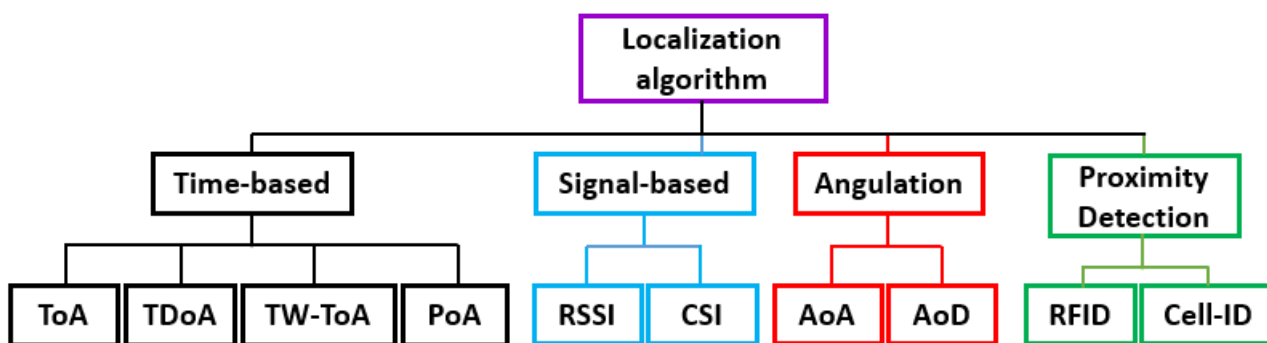 Localization
algorithm
Time-based
Signal-based
Angulation
Proximity
Detection
ToA
TDoA
TW-ToA
PoA
RSSI
CSI
AoA
AoD
RFID
Cell-ID